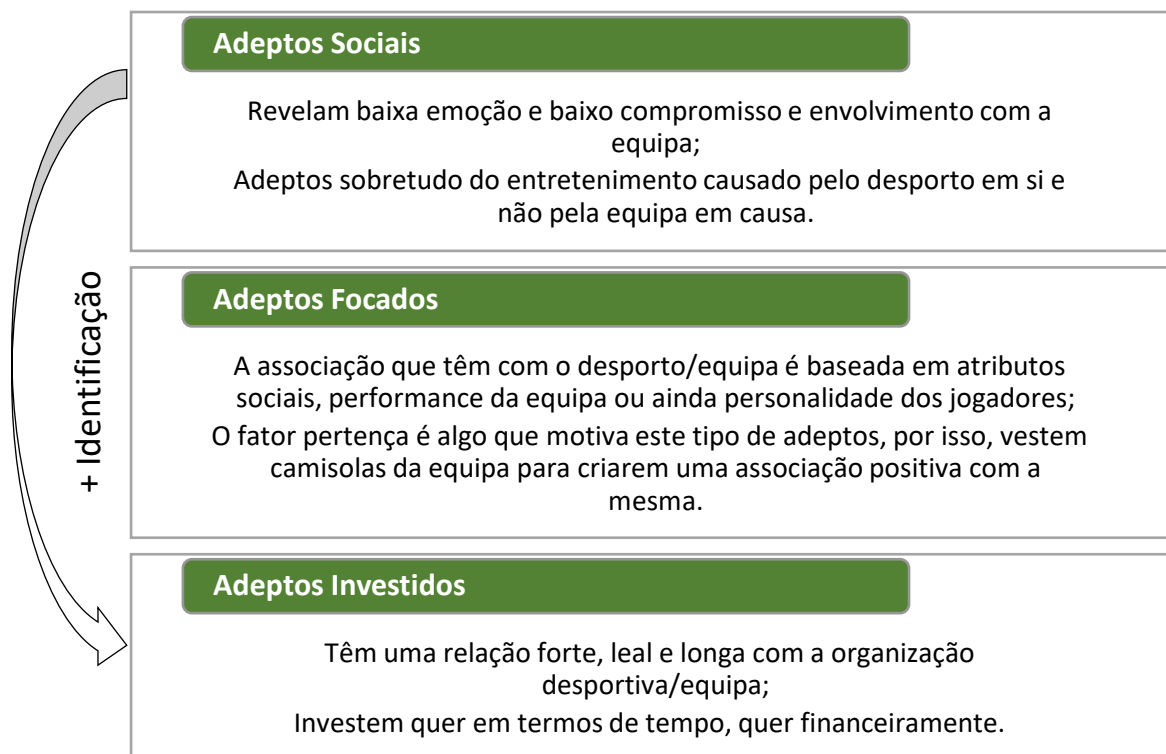 Adeptos Sociais
Revelam baixa emoção e baixo compromisso e envolvimento com a
equipa;
Adeptos sobretudo do entretenimento causado pelo desporto em si e
não pela equipa em causa.
+ Identificação
Adeptos Focados
A associação que têm com o desporto/equipa é baseada em atributos
sociais, performance da equipa ou ainda personalidade dos jogadores;
O fator pertença é algo que motiva este tipo de adeptos, por isso, vestem
camisolas da equipa para criarem uma associação positiva com a
mesma.
Adeptos Investidos
Têm uma relação forte, leal e longa com a organização
desportiva/equipa;
Investem quer em termos de tempo, quer financeiramente.